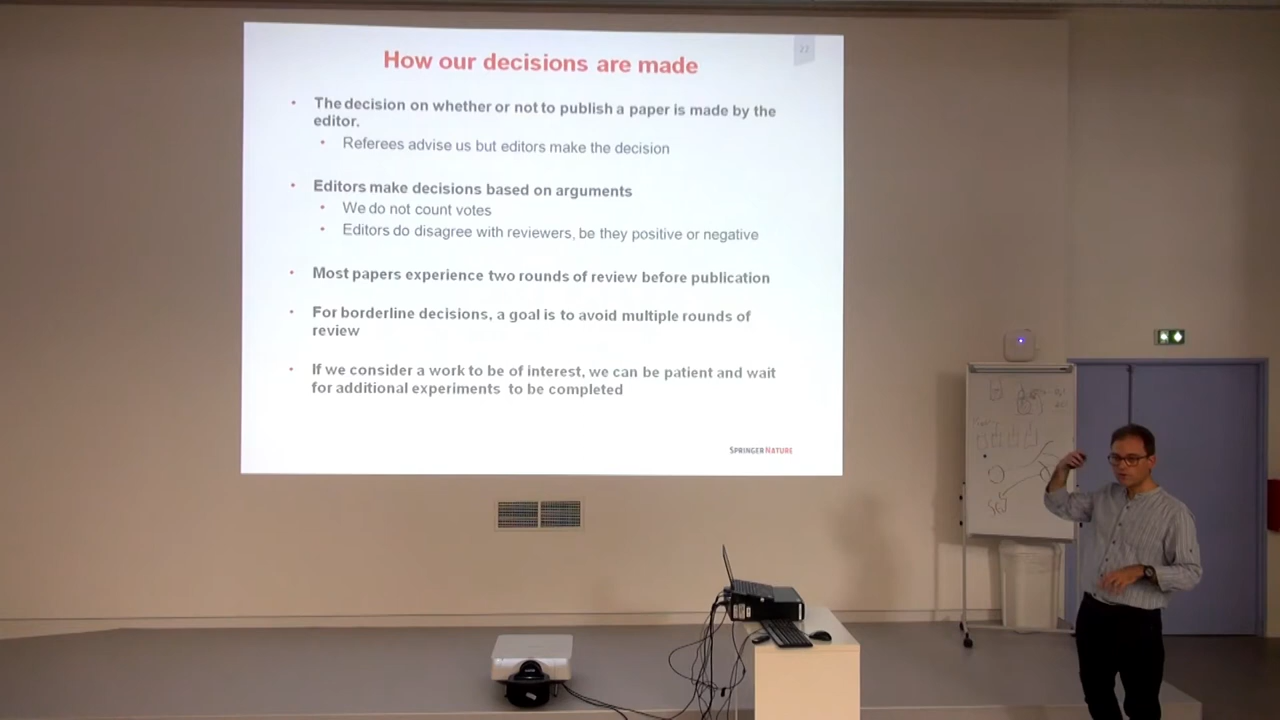 22
How our decisions are made
• The decision on whether or not to publish a paper is made by the
editor.
• Referees advise us but editors make the decision
• Editors make decisions based on arguments
• We do not count votes
• Editors do disagree with reviewers, be they positive or negative
• Most papers experience two rounds of review before publication
• For borderline decisions, a goal is to avoid multiple rounds of
review
• If we consider a work to be of interest, we can be patient and wait
for additional experiments to be completed
SPRINGER NATURE